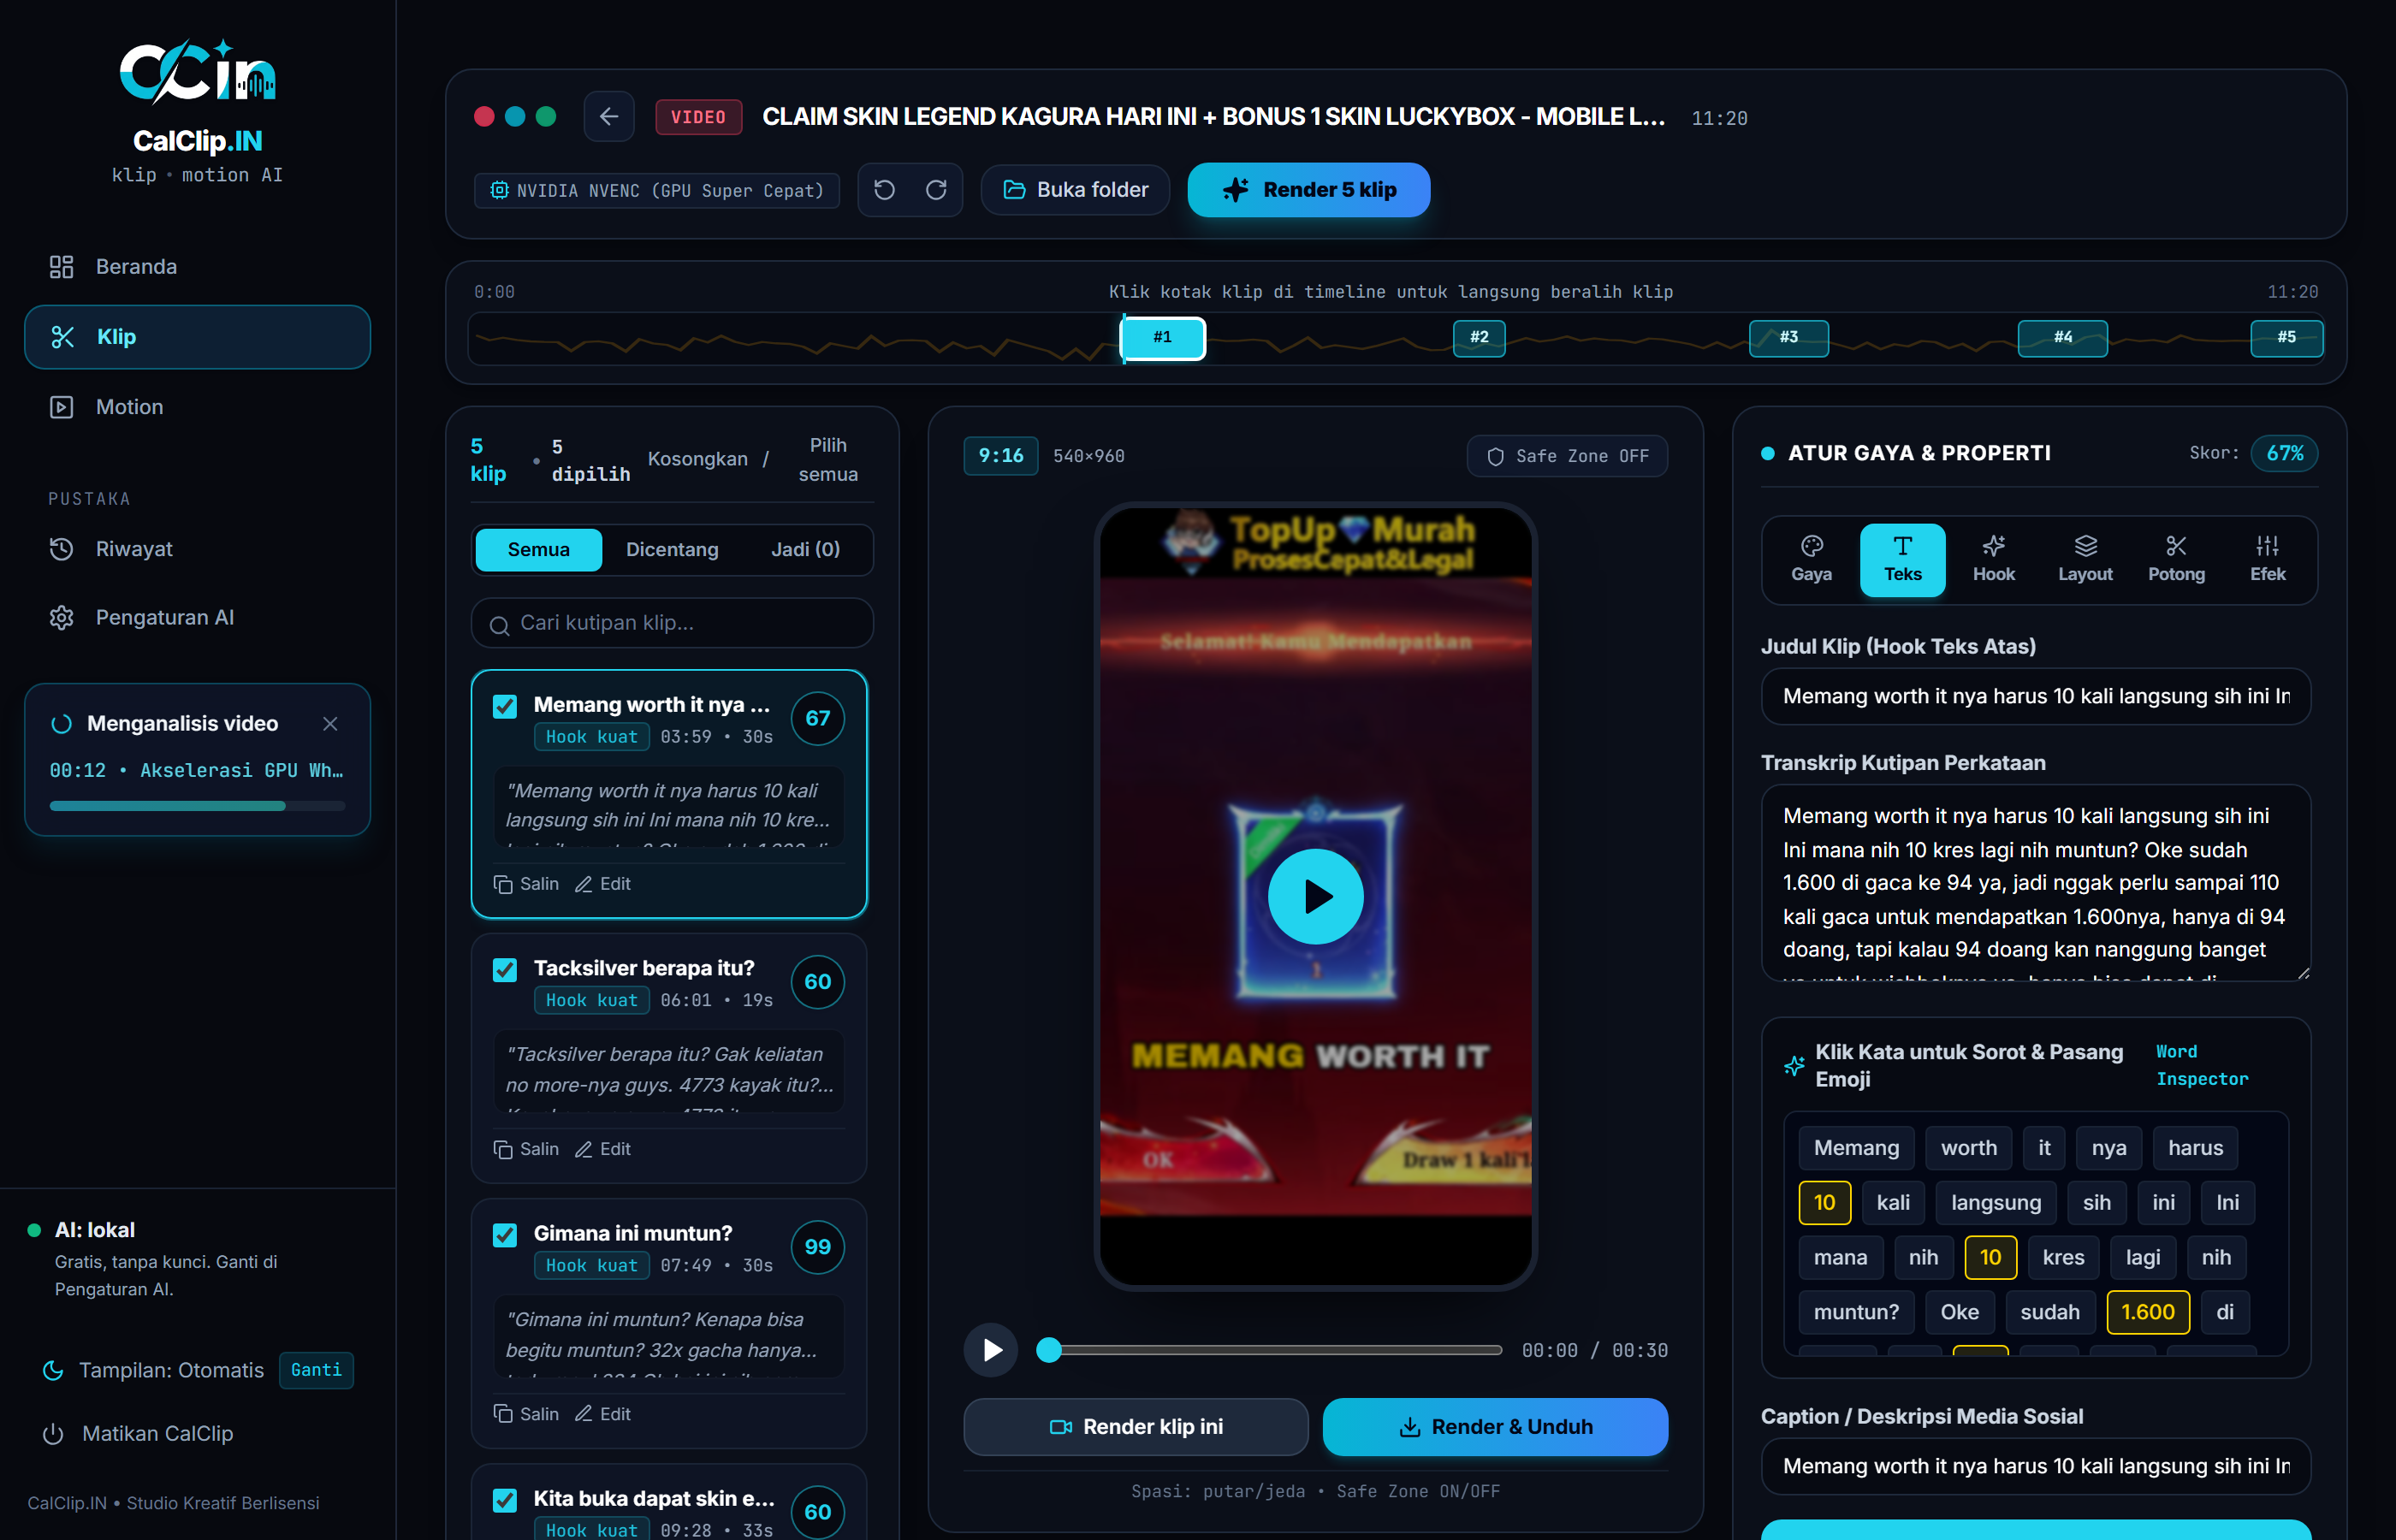 CCin
CalClip.IN
klip • motion AI
Beranda
Klip
Motion
PUSTAKA
Riwayat
Pengaturan AI
Menganalisis video
00:12 • Akselerasi GPU Wh…
AI: lokal
Gratis, tanpa kunci. Ganti di
Pengaturan AI.
Tampilan: Otomatis
Ganti
Matikan CalClip
CalClip.IN • Studio Kreatif Berlisensi
VIDEO
CLAIM SKIN LEGEND KAGURA HARI INI + BONUS 1 SKIN LUCKYBOX - MOBILE L…
11:20
NVIDIA NVENC (GPU Super Cepat)
Buka folder
Render 5 klip
0:00
Klik kotak klip di timeline untuk langsung beralih klip
11:20
#1
#2
#3
#4
#5
5 klip • 5 dipilih
Kosongkan / Pilih semua
Semua
Dicentang
Jadi (0)
Cari kutipan klip...
Memang worth it nya ...
67
Hook kuat 03:59 • 30s
"Memang worth it nya harus 10 kali
langsung sih ini Ini mana nih 10 kre...
Salin Edit
Tacksilver berapa itu?
60
Hook kuat 06:01 • 19s
"Tacksilver berapa itu? Gak keliatan
no more-nya guys. 4773 kayak itu?...
Salin Edit
Gimana ini muntun?
99
Hook kuat 07:49 • 30s
"Gimana ini muntun? Kenapa bisa
begitu muntun? 32x gacha hanya...
Salin Edit
Kita buka dapat skin e...
60
Hook kuat 09:28 • 33s
9:16
540×960
Safe Zone OFF
TopUp Murah
ProsesCepat&Legal
Selamat! Kamu Mendapatkan
1
MEMANG WORTH IT
OK
Draw 1 kali
00:00 / 00:30
Render klip ini
Render & Unduh
Spasi: putar/jeda • Safe Zone ON/OFF
ATUR GAYA & PROPERTI
Skor: 67%
Gaya
Teks
Hook
Layout
Potong
Efek
Judul Klip (Hook Teks Atas)
Memang worth it nya harus 10 kali langsung sih ini In
Transkrip Kutipan Perkataan
Memang worth it nya harus 10 kali langsung sih ini
Ini mana nih 10 kres lagi nih muntun? Oke sudah
1.600 di gaca ke 94 ya, jadi nggak perlu sampai 110
kali gaca untuk mendapatkan 1.600nya, hanya di 94
doang, tapi kalau 94 doang kan nanggung banget
Klik Kata untuk Sorot & Pasang
Emoji
Word
Inspector
Memang worth it nya harus
10 kali langsung sih ini Ini
mana nih 10 kres lagi nih
muntun? Oke sudah 1.600 di
Caption / Deskripsi Media Sosial
Memang worth it nya harus 10 kali langsung sih ini In